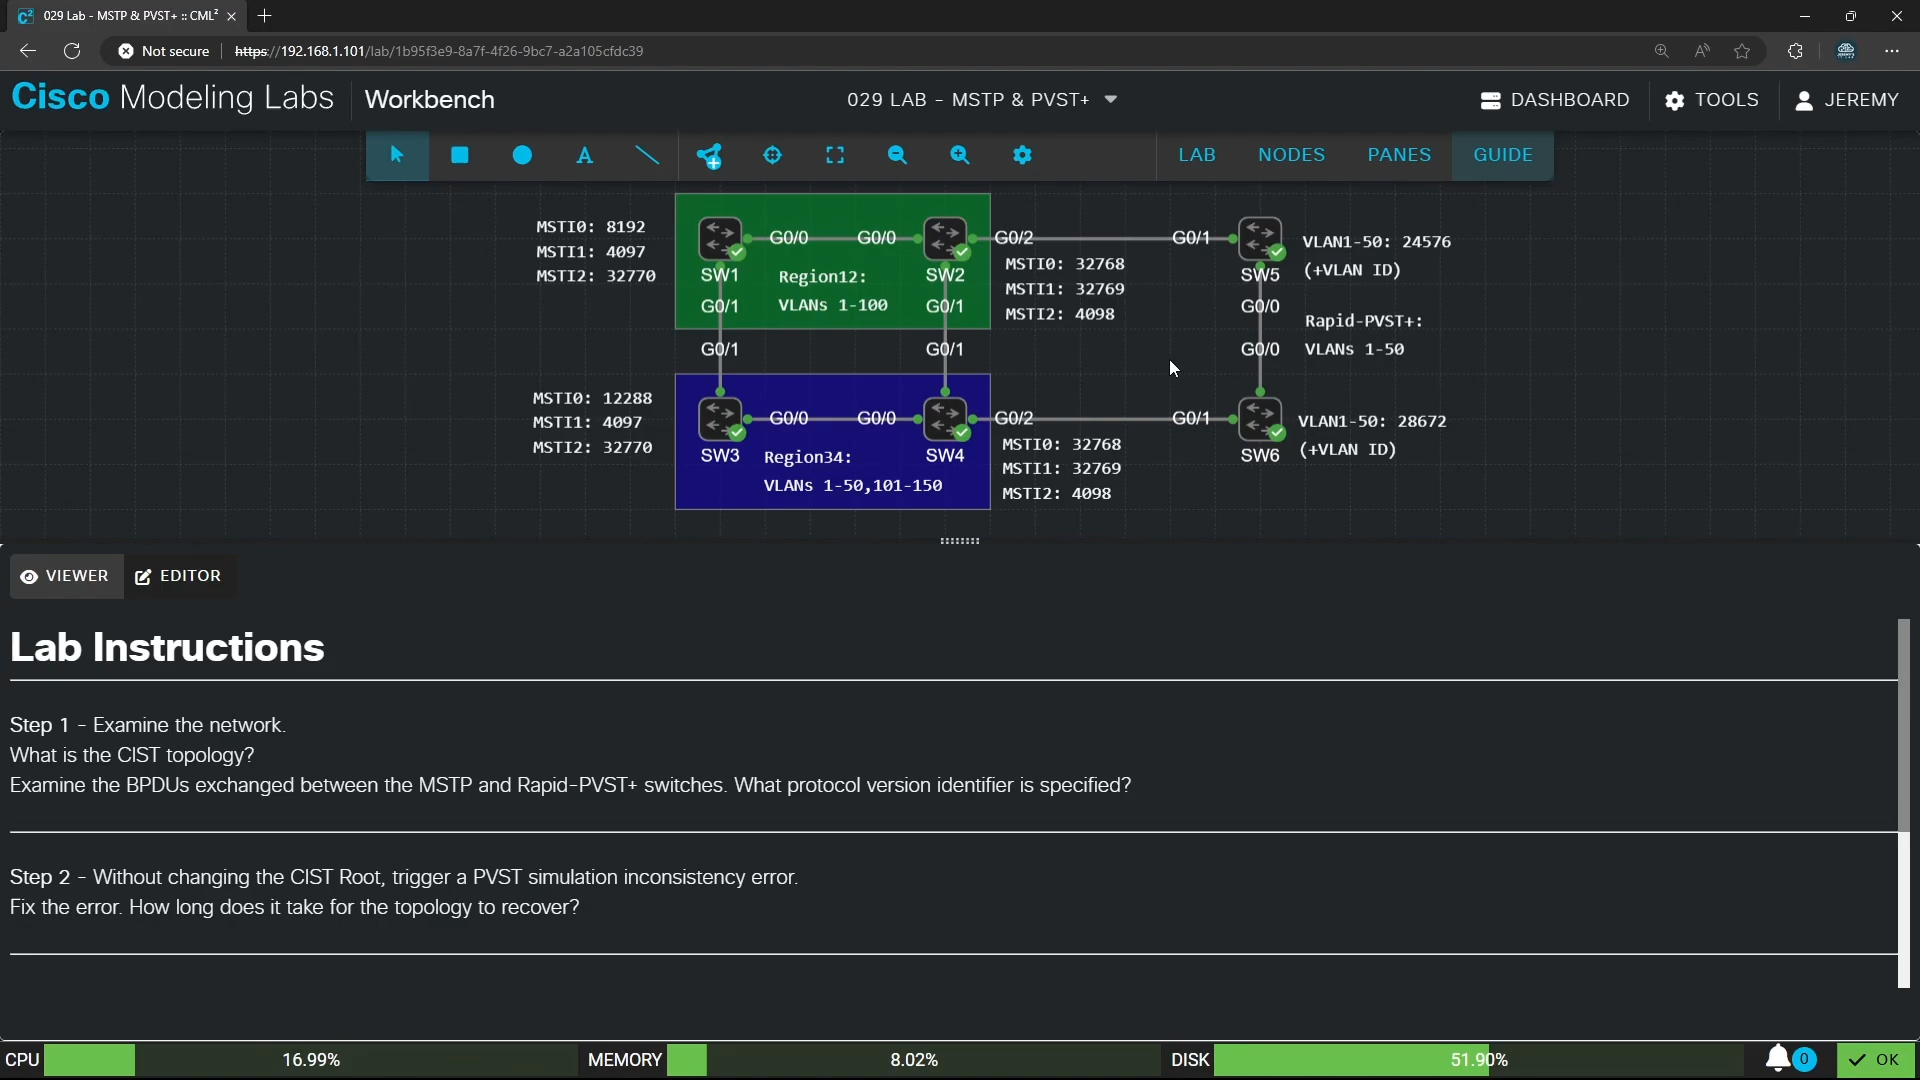 029 Lab - MSTP & PVST+ :: CML²
Not secure https://192.168.1.101/lab/1b95f3e9-8a7f-4f26-9bc7-a2a105cfdc39
Cisco Modeling Labs Workbench
029 LAB - MSTP & PVST+
DASHBOARD
TOOLS
JEREMY
LAB
NODES
PANES
GUIDE
MSTI0: 8192
MSTI1: 4097
MSTI2: 32770
G0/0
G0/0
SW1
SW2
Region12:
VLANs 1-100
G0/1
G0/1
G0/2
MSTI0: 32768
MSTI1: 32769
MSTI2: 4098
G0/1
SW5
VLAN1-50: 24576
(+VLAN ID)
G0/0
Rapid-PVST+:
VLANs 1-50
G0/0
G0/1
G0/1
MSTI0: 12288
MSTI1: 4097
MSTI2: 32770
G0/0
G0/0
SW3
SW4
Region34:
VLANs 1-50,101-150
G0/2
MSTI0: 32768
MSTI1: 32769
MSTI2: 4098
G0/1
SW6
VLAN1-50: 28672
(+VLAN ID)
VIEWER
EDITOR
Lab Instructions
Step 1 - Examine the network.
What is the CIST topology?
Examine the BPDUs exchanged between the MSTP and Rapid-PVST+ switches. What protocol version identifier is specified?
Step 2 - Without changing the CIST Root, trigger a PVST simulation inconsistency error.
Fix the error. How long does it take for the topology to recover?
CPU 16.99%
MEMORY 8.02%
DISK 51.90%
0
OK